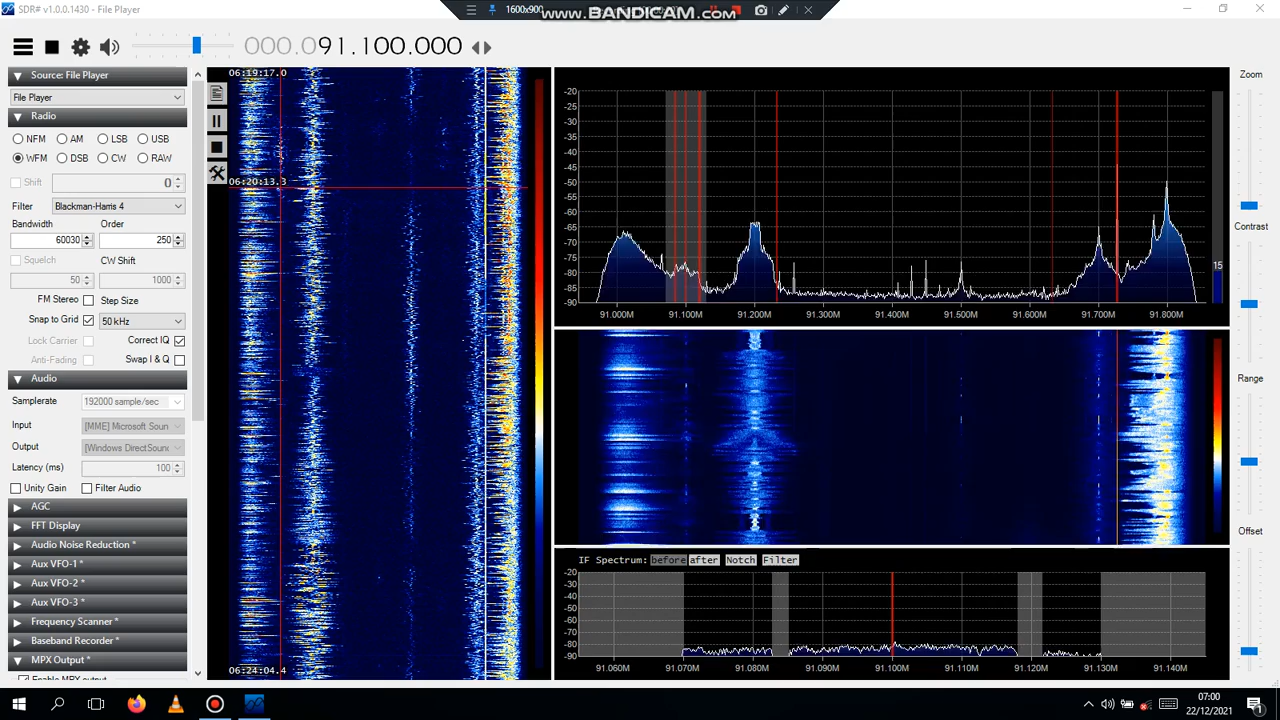 SDR# v1.0.0.1430 - File Player
1600x900
www.BANDICAM.com
000.091.100.000
Source: File Player
File Player
Radio
NFM AM LSB USB
WFM DSB CW RAW
Shift 0
Filter Blackman-Harris 4
Bandwidth Order
60030 250
Squelch CW Shift
50 1000
FM Stereo Step Size
Snap to Grid 50 kHz
Lock Carrier Correct IQ
Anti-Fading Swap I & Q
Audio
Samplerate 192000 sample/sec
Input [MME] Microsoft Soun
Output [Windows DirectSound
Latency (ms) 100
Unity Gain Filter Audio
AGC
FFT Display
Audio Noise Reduction *
Aux VFO-1 *
Aux VFO-2 *
Aux VFO-3 *
Frequency Scanner *
Baseband Recorder *
MPX Output *
06:19:17.0
06:20:13.3
06:24:04.4
-20
-25
-30
-35
-40
-45
-50
-55
-60
-65
-70
-75
-80
-85
-90
15
91.000M 91.100M 91.200M 91.300M 91.400M 91.500M 91.600M 91.700M 91.800M
IF Spectrum: before after Notch Filter
-20
-30
-40
-50
-60
-70
-80
-90
91.060M 91.070M 91.080M 91.090M 91.100M 91.110M 91.120M 91.130M 91.140M
Zoom
Contrast
Range
Offset
07:00
22/12/2021
1